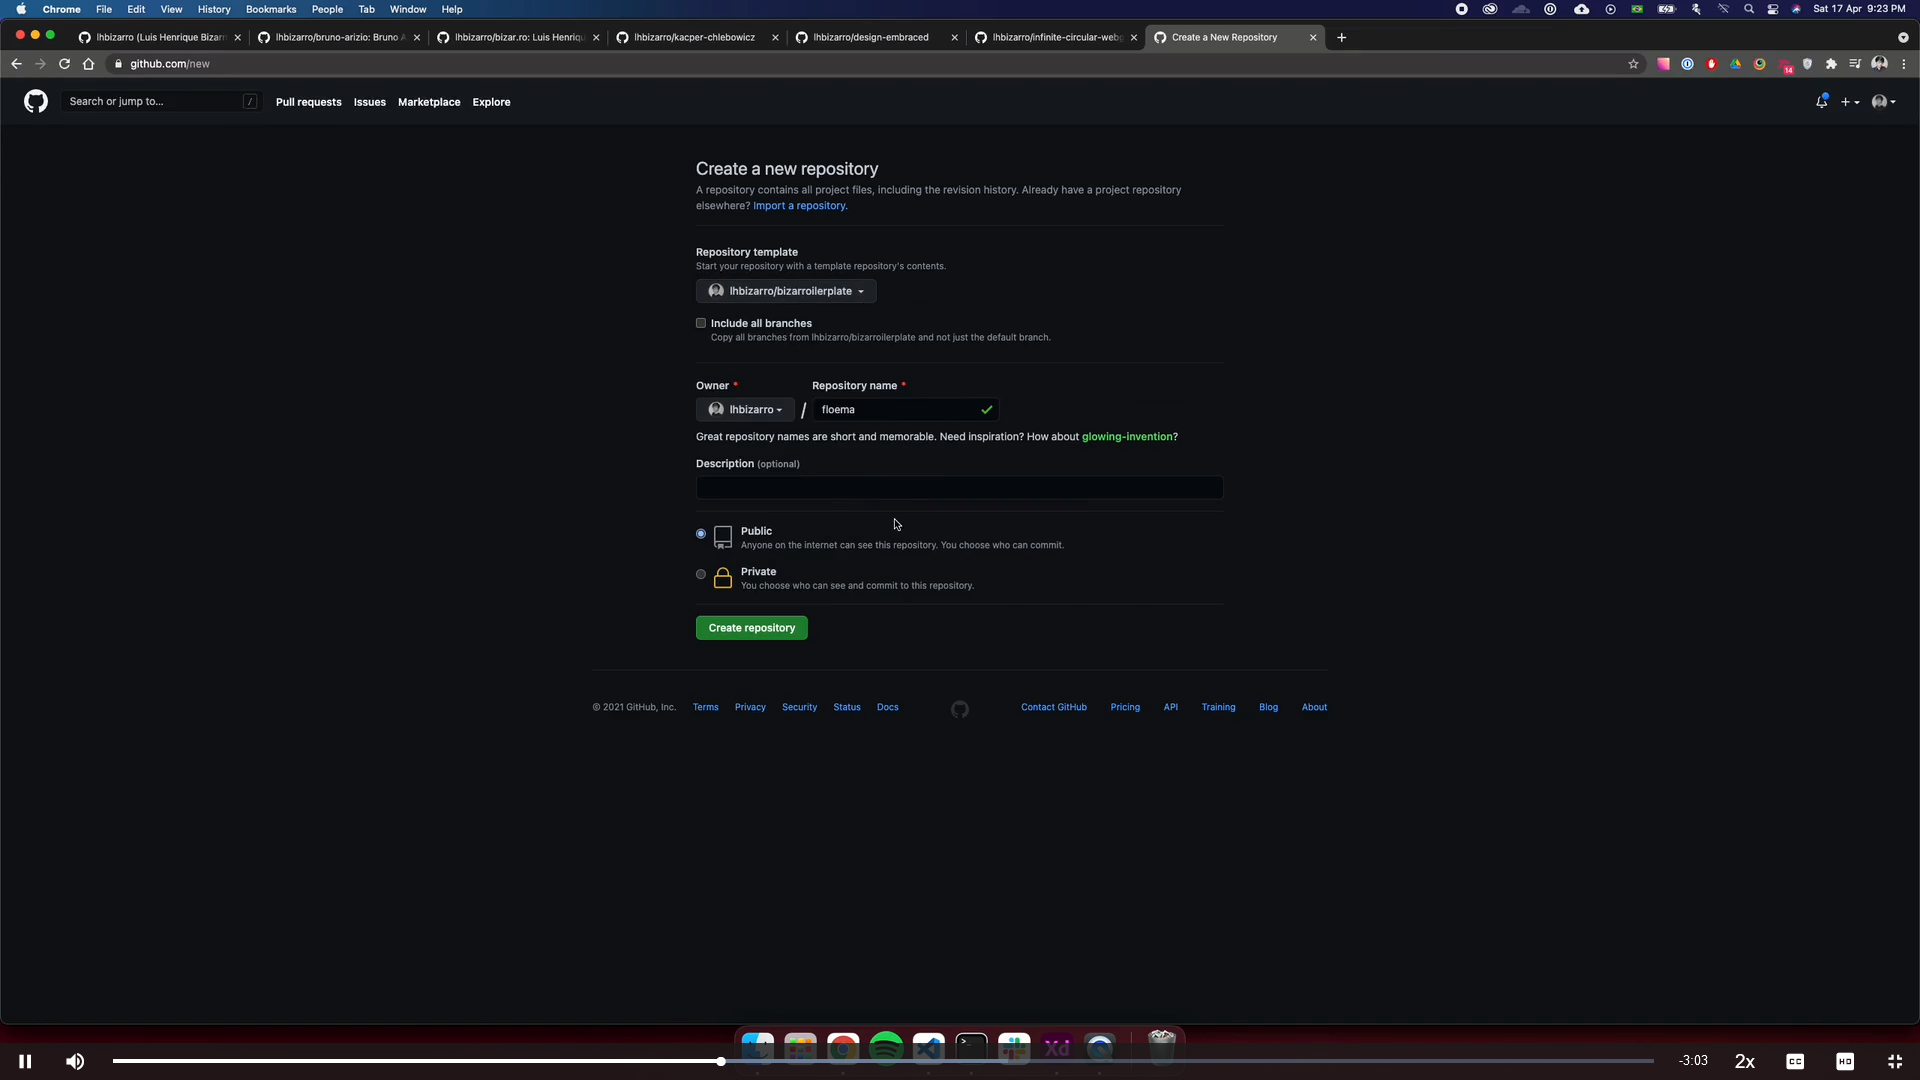 Chrome File Edit View History Bookmarks People Tab Window Help Sat 17 Apr 9:23 PM
lhbizarro (Luis Henrique Bizarr lhbizarro/bruno-arizio: Bruno A lhbizarro/bizar.ro: Luis Henriqu lhbizarro/kacper-chlebowicz lhbizarro/design-embraced lhbizarro/infinite-circular-webg Create a New Repository
github.com/new 14
Search or jump to... / Pull requests Issues Marketplace Explore
Create a new repository
A repository contains all project files, including the revision history. Already have a project repository
elsewhere? Import a repository.
Repository template
Start your repository with a template repository's contents.
lhbizarro/bizarroilerplate
Include all branches
Copy all branches from lhbizarro/bizarroilerplate and not just the default branch.
Owner * Repository name *
lhbizarro / floema
Great repository names are short and memorable. Need inspiration? How about glowing-invention?
Description (optional)
Public
Anyone on the internet can see this repository. You choose who can commit.
Private
You choose who can see and commit to this repository.
Create repository
© 2021 GitHub, Inc. Terms Privacy Security Status Docs Contact GitHub Pricing API Training Blog About
Xd
-3:03 2x CC HD